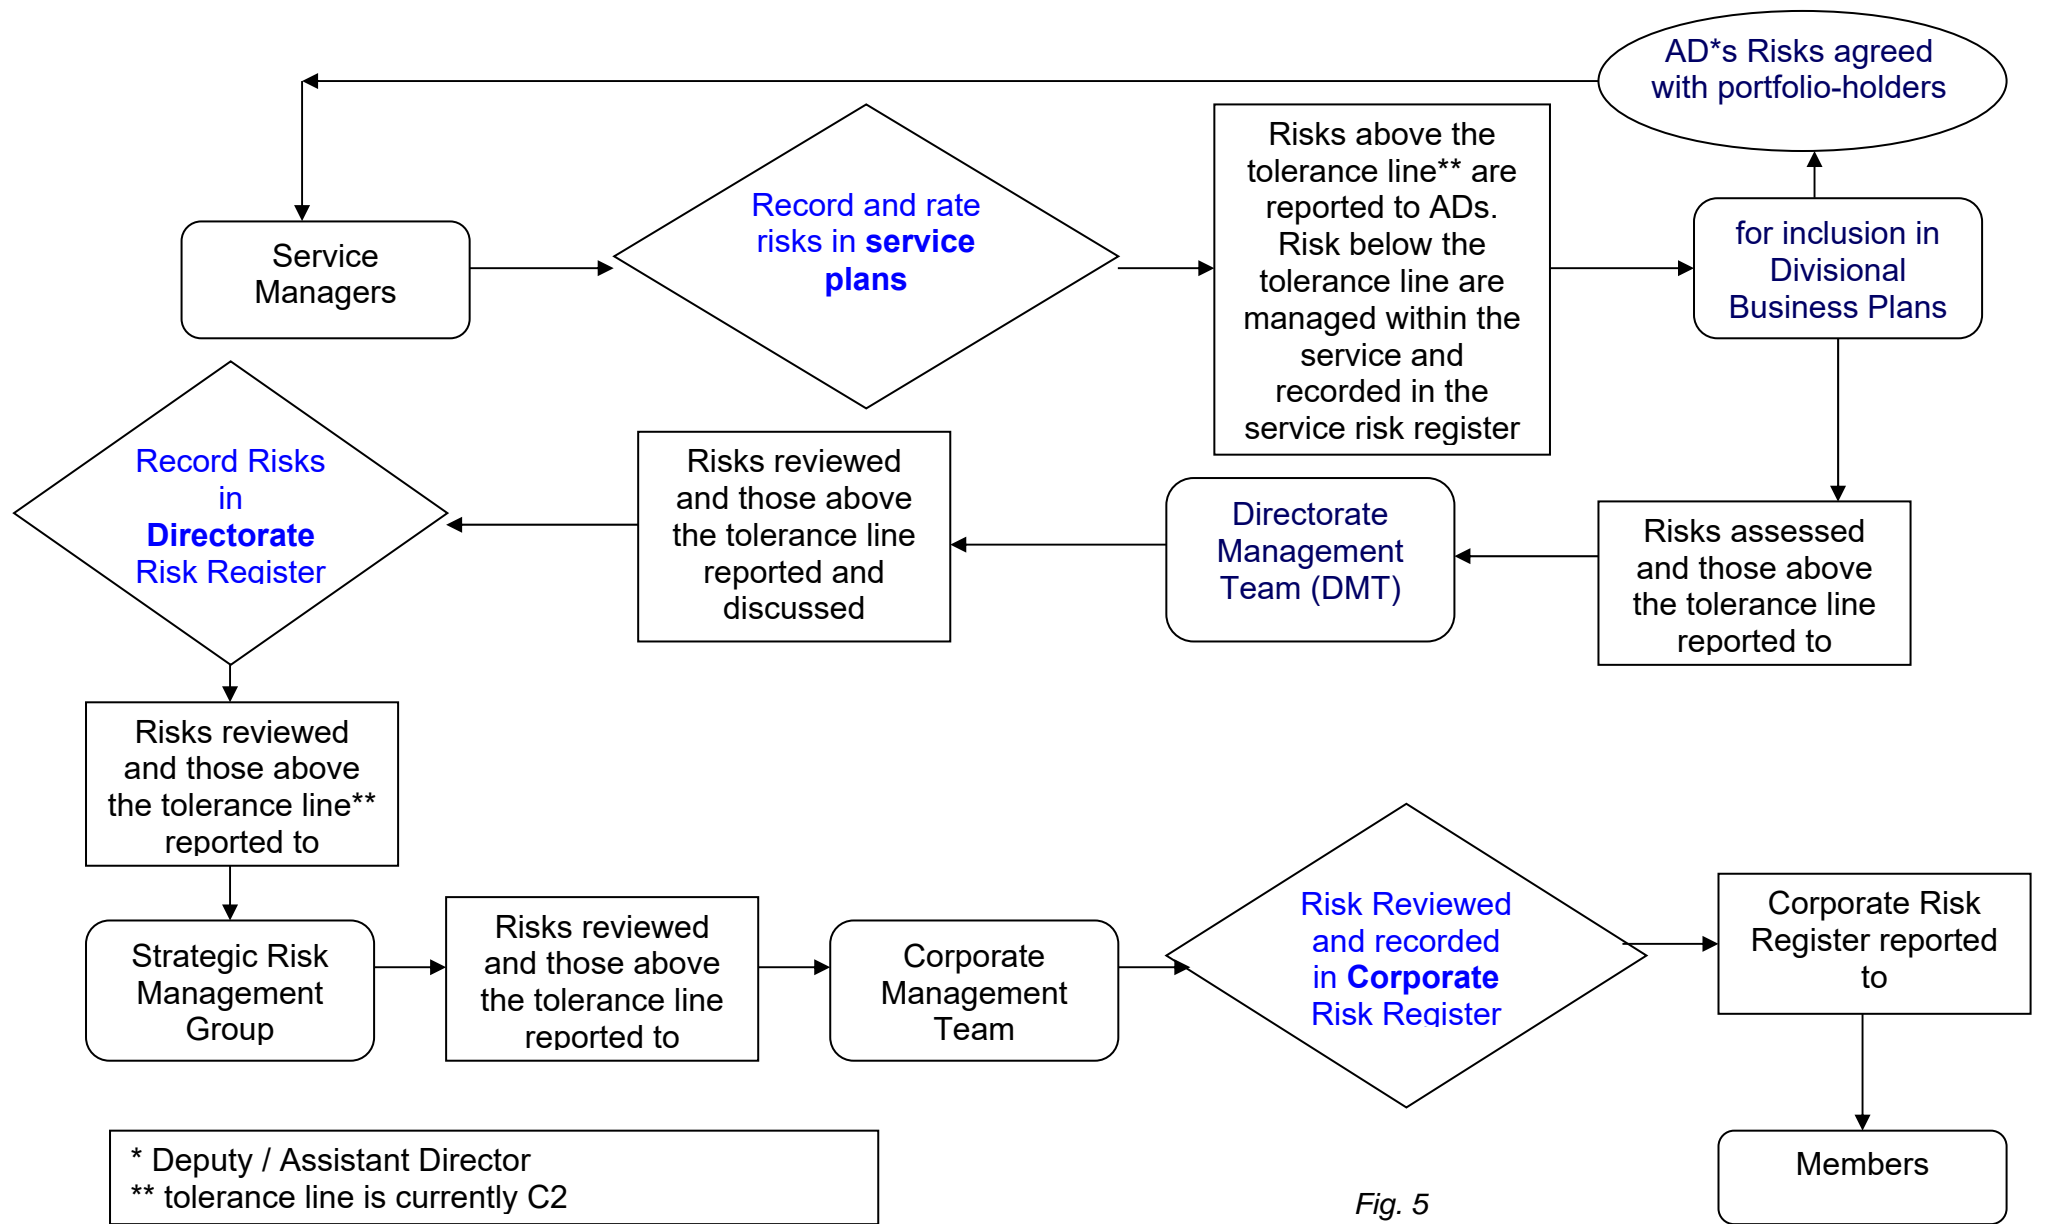 AD*s Risks agreed
with portfolio-holders
Service
Managers
Record and rate
risks in service
plans
Risks above the
tolerance line** are
reported to ADs.
Risk below the
tolerance line are
managed within the
service and
recorded in the
service risk register
for inclusion in
Divisional
Business Plans
Risks assessed
and those above
the tolerance line
reported to
Directorate
Management
Team (DMT)
Risks reviewed
and those above
the tolerance line
reported and
discussed
Record Risks
in
Directorate
Risk Register
Risks reviewed
and those above
the tolerance line**
reported to
Strategic Risk
Management
Group
Risks reviewed
and those above
the tolerance line
reported to
Corporate
Management
Team
Risk Reviewed
and recorded
in Corporate
Risk Register
Corporate Risk
Register reported
to
Members
* Deputy / Assistant Director
** tolerance line is currently C2
Fig. 5